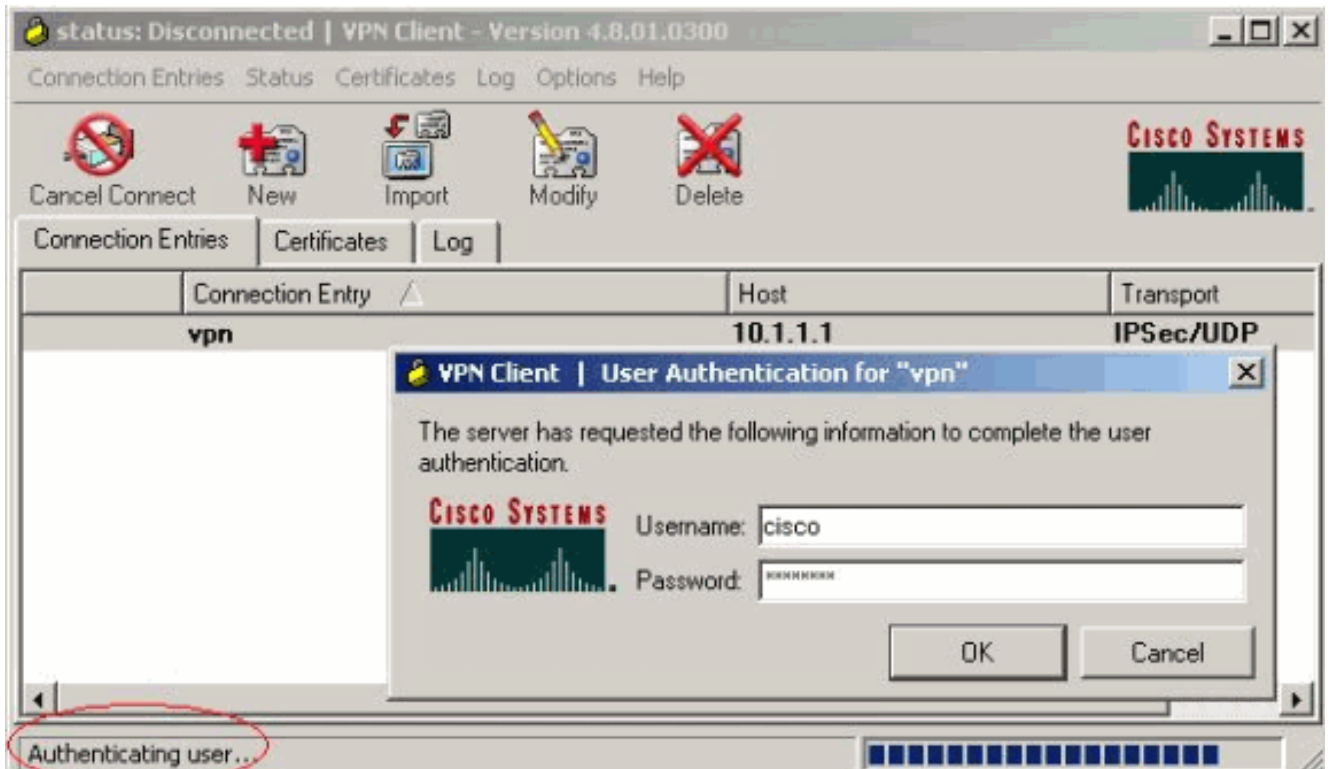 status: Disconnected | VPN Client - Version 4.8.01.0300
Connection Entries Status Certificates Log Options Help
Cancel Connect New Import Modify Delete
CISCO SYSTEMS
Connection Entries Certificates Log
Connection Entry Host Transport
vpn 10.1.1.1 IPSec/UDP
VPN Client | User Authentication for "vpn"
The server has requested the following information to complete the user
authentication.
CISCO SYSTEMS
Username: cisco
Password: ********
OK Cancel
Authenticating user...